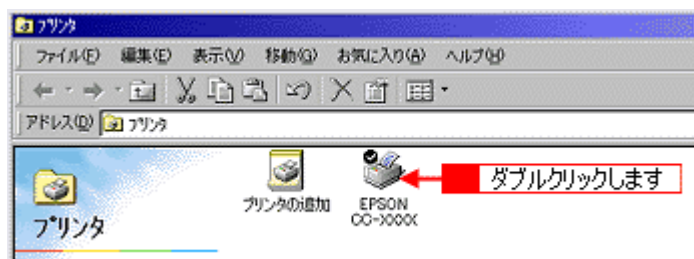 プリンタ
ファイル(F) 編集(E) 表示(V) 移動(G) お気に入り(A) ヘルプ(H)
アドレス(D) プリンタ
プリンタ
プリンタの追加
EPSON
CC-XXXX
ダブルクリックします